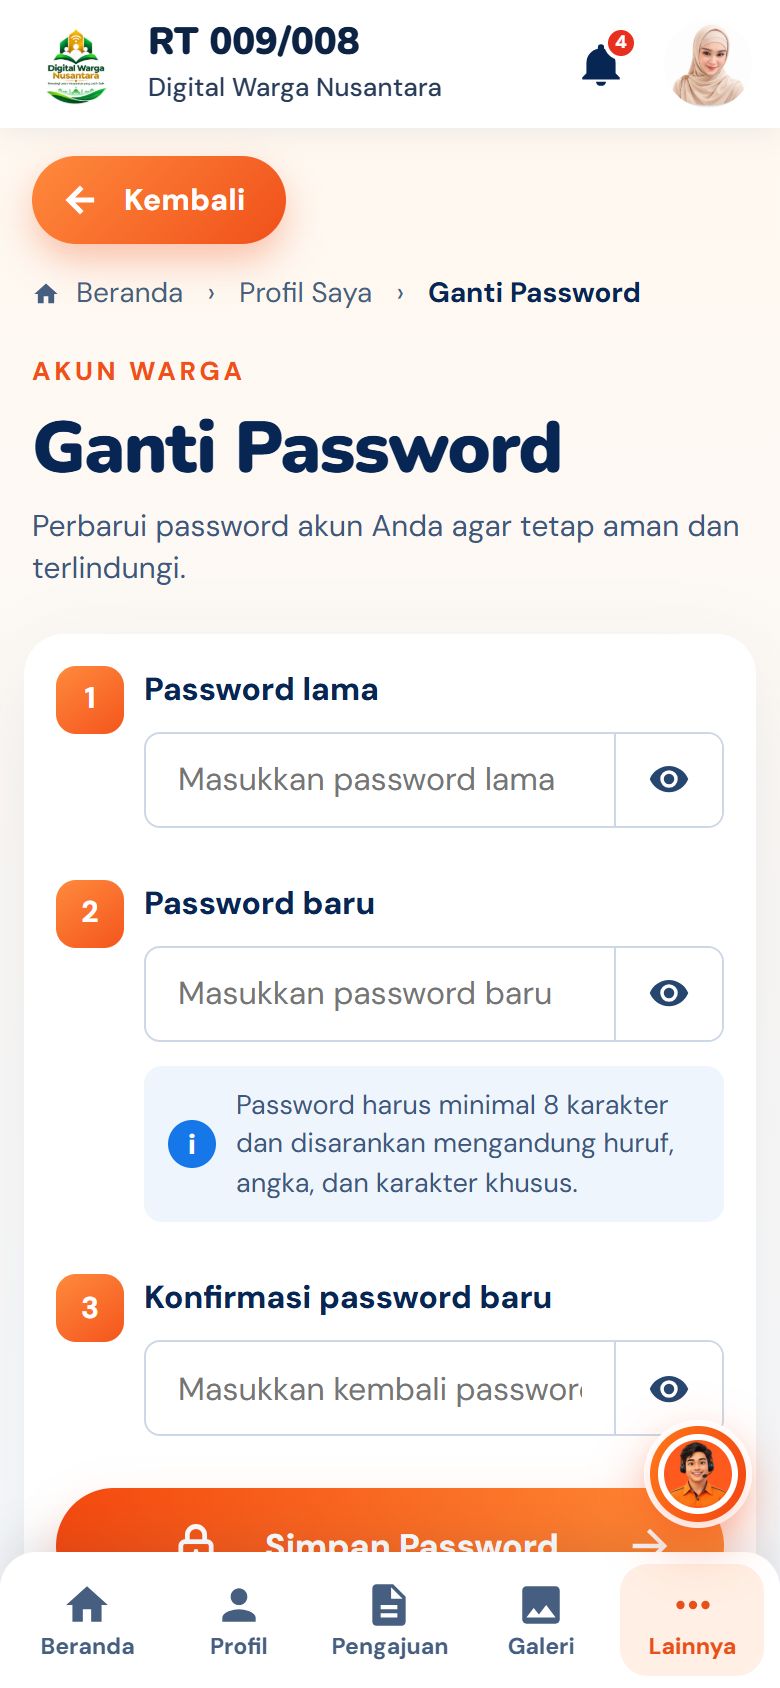 RT 009/008
Digital Warga Nusantara
4
Digital Warga
Nusantara
Kembali
Beranda › Profil Saya › Ganti Password
AKUN WARGA
Ganti Password
Perbarui password akun Anda agar tetap aman dan
terlindungi.
1
Password lama
Masukkan password lama
2
Password baru
Masukkan password baru
i
Password harus minimal 8 karakter
dan disarankan mengandung huruf,
angka, dan karakter khusus.
3
Konfirmasi password baru
Masukkan kembali passwor
Simpan Password
Beranda
Profil
Pengajuan
Galeri
Lainnya